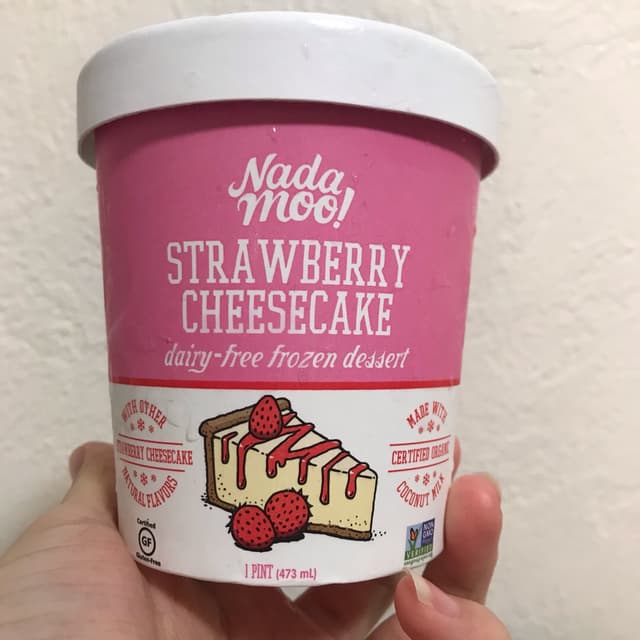 Nada
moo!
STRAWBERRY
CHEESECAKE
dairy-free frozen dessert
WITH OTHER
STRAWBERRY CHEESECAKE
NATURAL FLAVORS
MADE WITH
CERTIFIED ORGANIC
COCONUT MILK
Certified
GF
Gluten-Free
NON
GMO
VERIFIED
1 PINT (473 mL)